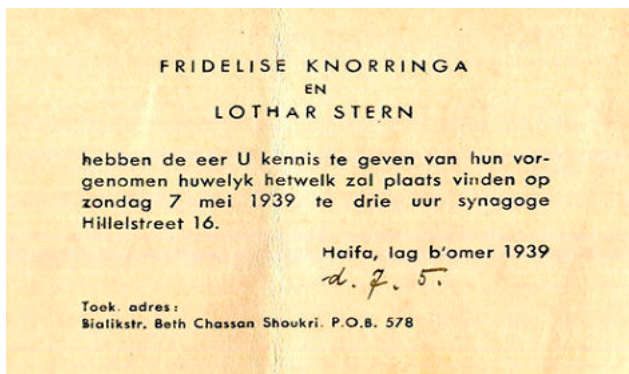 FRIDELISE KNORRINGA
EN
LOTHAR STERN
hebben de eer U kennis te geven van hun vor-
genomen huwelyk hetwelk zal plaats vinden op
zondag 7 mei 1939 te drie uur synagoge
Hillelstreet 16.
Haifa, lag b'omer 1939
d. 7. 5.
Toek. adres:
Bialikstr. Beth Chassan Shoukri. P.O.B. 578